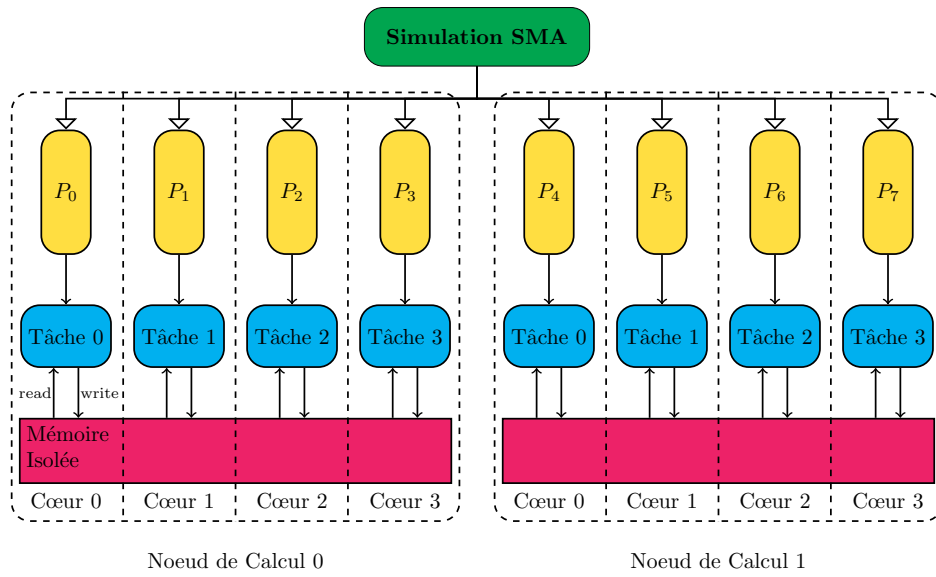 Simulation SMA
P0 P1 P2 P3 P4 P5 P6 P7
Tâche 0 Tâche 1 Tâche 2 Tâche 3 Tâche 0 Tâche 1 Tâche 2 Tâche 3
read write
Mémoire
Isolée
Cœur 0 Cœur 1 Cœur 2 Cœur 3 Cœur 0 Cœur 1 Cœur 2 Cœur 3
Noeud de Calcul 0 Noeud de Calcul 1